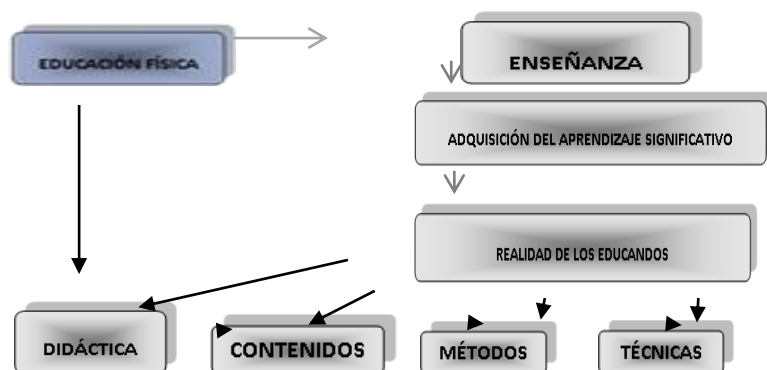 EDUCACIÓN FÍSICA
ENSEÑANZA
ADQUISICIÓN DEL APRENDIZAJE SIGNIFICATIVO
REALIDAD DE LOS EDUCANDOS
DIDÁCTICA
CONTENIDOS
MÉTODOS
TÉCNICAS